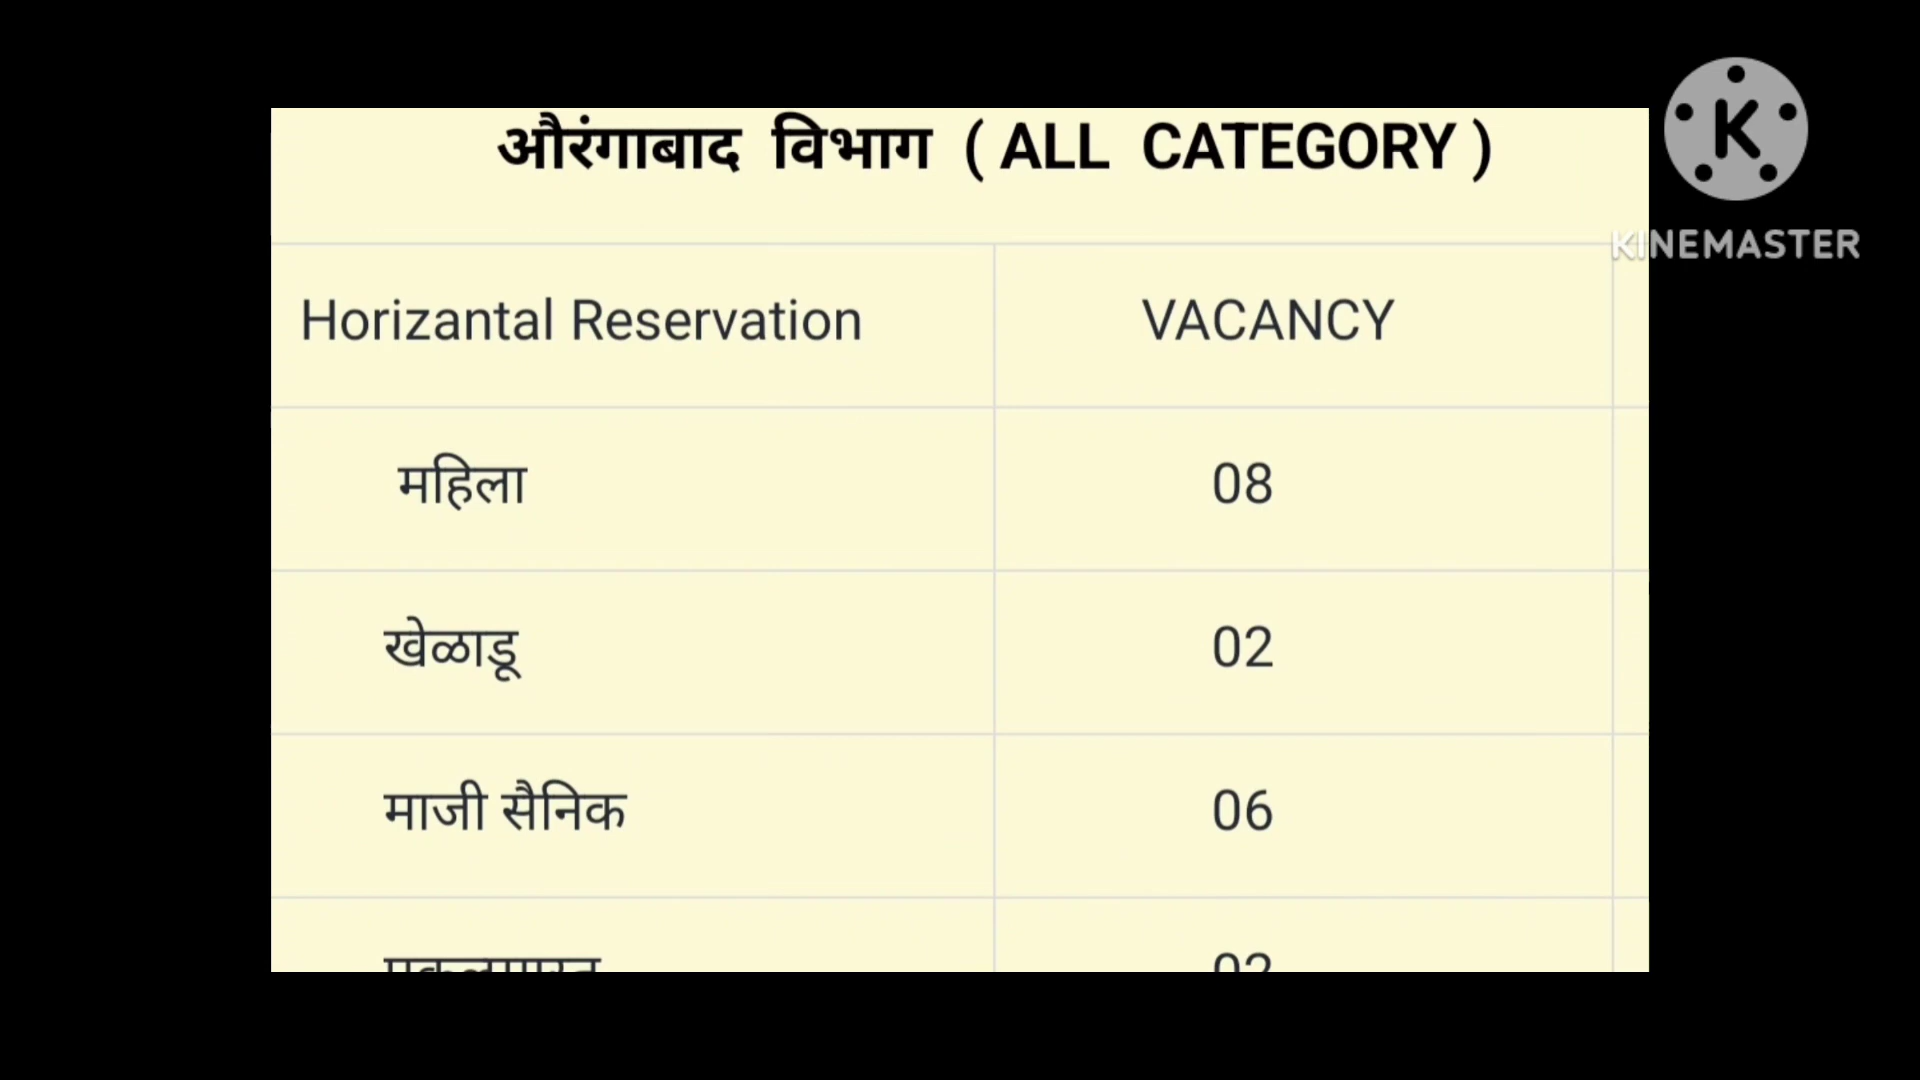 औरंगाबाद विभाग ( ALL CATEGORY )
K
KINEMASTER
Horizantal Reservation VACANCY
महिला 08
खेळाडू 02
माजी सैनिक 06